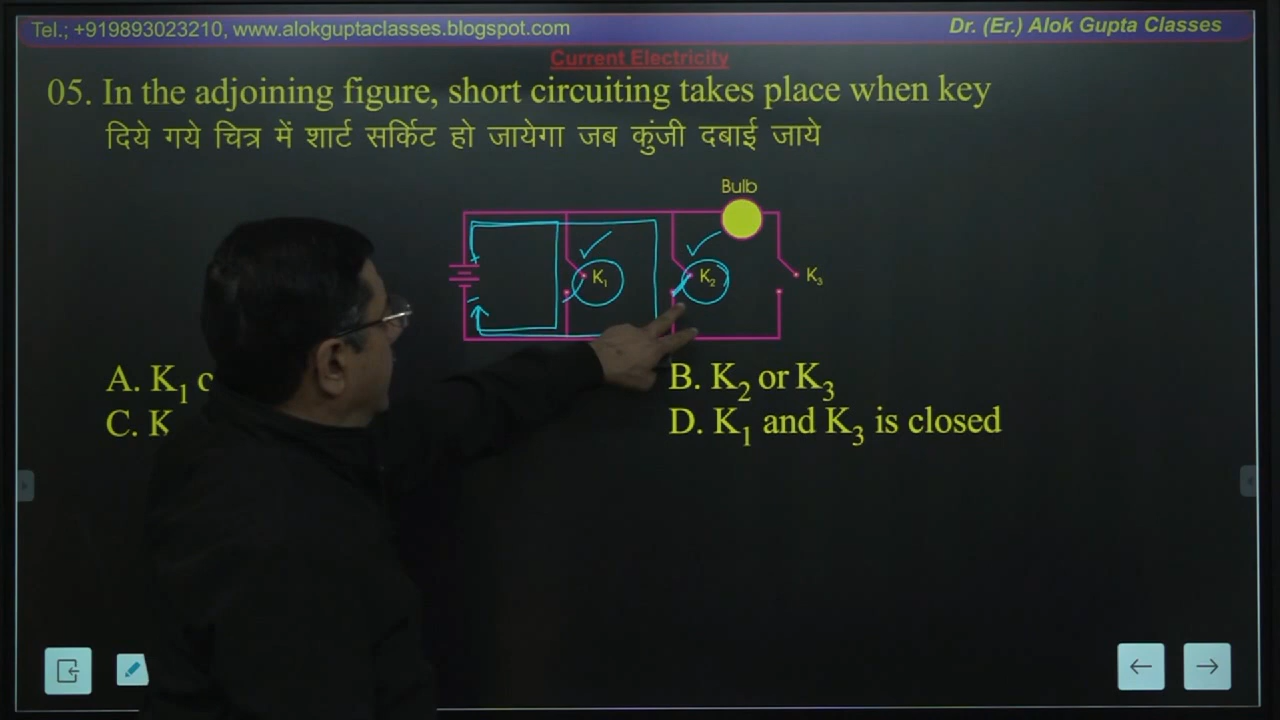 Tel.; +919893023210, www.alokguptaclasses.blogspot.com
Dr. (Er.) Alok Gupta Classes
Current Electricity
05. In the adjoining figure, short circuiting takes place when key
दिये गये चित्र में शार्ट सर्किट हो जायेगा जब कुंजी दबाई जाये
Bulb
K₁
K₂
K₃
A. K₁
B. K₂ or K₃
C. K
D. K₁ and K₃ is closed